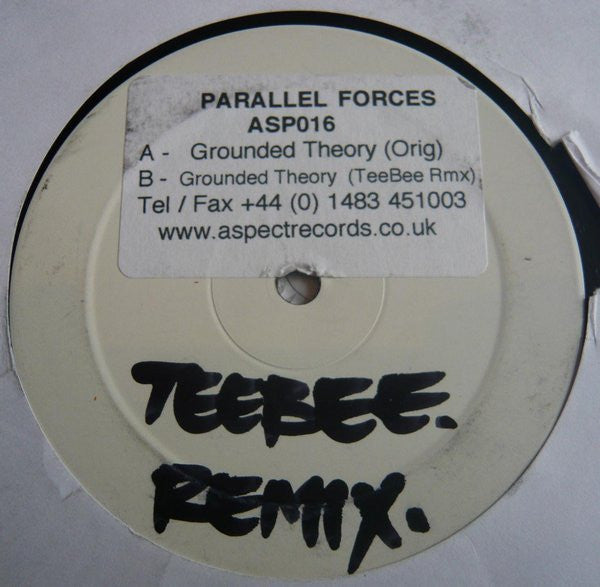 PARALLEL FORCES
ASP016
A - Grounded Theory (Orig)
B - Grounded Theory (TeeBee Rmx)
Tel / Fax +44 (0) 1483 451003
www.aspectrecords.co.uk
TEEBEE.
REMIX.